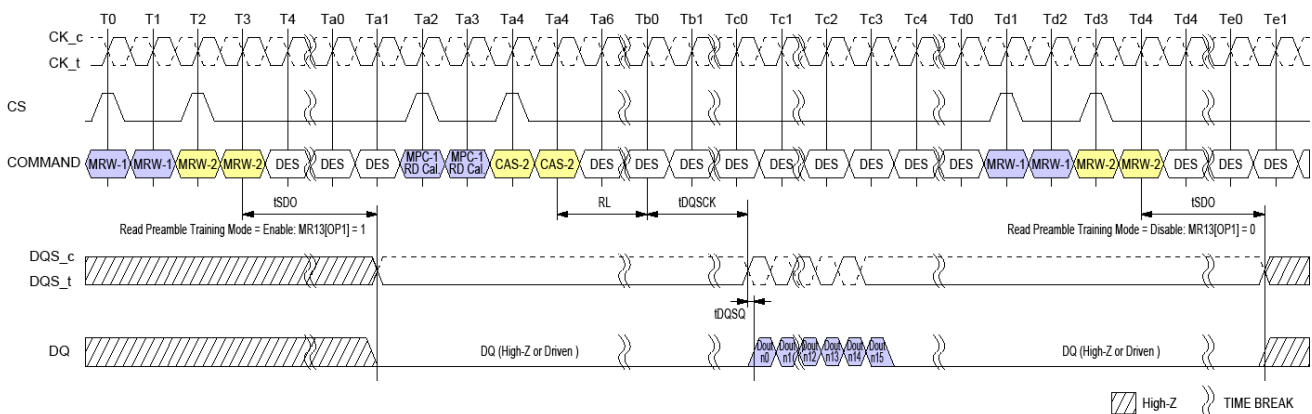 T0 T1 T2 T3 T4 Ta0 Ta1 Ta2 Ta3 Ta4 Ta4 Ta6 Tb0 Tb1 Tc0 Tc1 Tc2 Tc3 Tc4 Td0 Td1 Td2 Td3 Td4 Td4 Te0 Te1
CK_c
CK_t
CS
COMMAND MRW-1 MRW-1 MRW-2 MRW-2 DES DES DES MPC-1 RD Cal. MPC-1 RD Cal. CAS-2 CAS-2 DES DES DES DES DES DES DES DES DES MRW-1 MRW-1 MRW-2 MRW-2 DES DES DES
tSDO RL tDQSCK tSDO
Read Preamble Training Mode = Enable: MR13[OP1] = 1 Read Preamble Training Mode = Disable: MR13[OP1] = 0
DQS_c
DQS_t
tDQSQ
DQ DQ (High-Z or Driven ) Dout n0 Dout n1 Dout n12 Dout n13 Dout n14 Dout n15 DQ (High-Z or Driven )
High-Z TIME BREAK